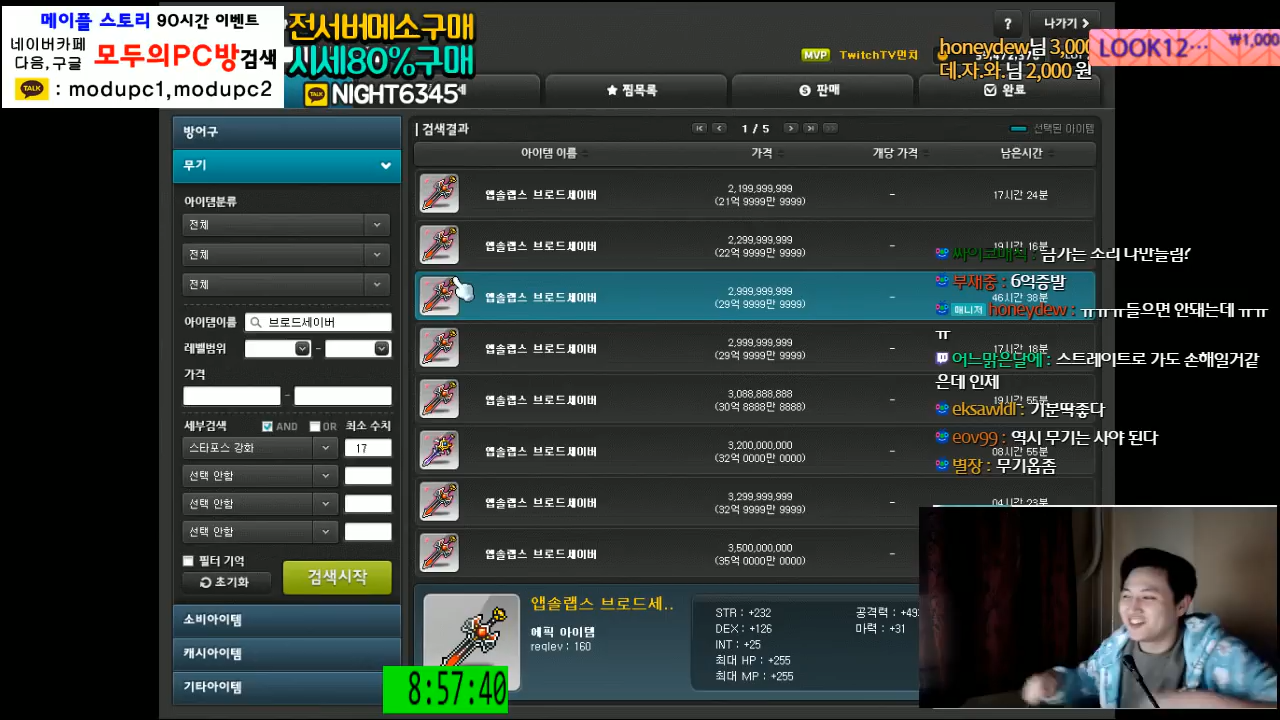 메이플 스토리 90시간 이벤트
네이버카페
다음,구글
모두의PC방검색
TALK : modupc1,modupc2
전서버메소구매
시세80%구매
TALK NIGHT6345
MVP TwitchTV먼치
?
나가기
honeydew님 3,000
데.자.와.님 2,000 원
LOOK12…
₩1,000
찜목록
판매
완료
방어구
무기
아이템분류
전체
전체
전체
아이템이름
브로드세이버
레벨범위
-
가격
-
세부검색 AND OR 최소 수치
스타포스 강화 17
선택 안함
선택 안함
선택 안함
필터 기억
초기화
검색시작
소비아이템
캐시아이템
기타아이템
검색결과
1 / 5
선택된 아이템
아이템 이름 가격 개당 가격 남은시간
앱솔랩스 브로드세이버 2,199,999,999 - 17시간 24분
(21억 9999만 9999)
앱솔랩스 브로드세이버 2,299,999,999 - 19시간 16분
(22억 9999만 9999)
앱솔랩스 브로드세이버 2,999,999,999 - 46시간 38분
(29억 9999만 9999)
앱솔랩스 브로드세이버 2,999,999,999 - 17시간 18분
(29억 9999만 9999)
앱솔랩스 브로드세이버 3,088,888,888 - 19시간 55분
(30억 8888만 8888)
앱솔랩스 브로드세이버 3,200,000,000 - 08시간 55분
(32억 0000만 0000)
앱솔랩스 브로드세이버 3,299,999,999 - 04시간 23분
(32억 9999만 9999)
앱솔랩스 브로드세이버 3,500,000,000 -
(35억 0000만 0000)
부재중 : 6억증발
매니저 honeydew : ㅠㅠㅠ들으면 안돼는데 ㅠㅠ
ㅠ
어느맑은날에 : 스트레이트로 가도 손해일거같
은데 인제
eksawldl : 기분딱좋다
eov99 : 역시 무기는 사야 된다
별장 : 무기옵좀
앱솔랩스 브로드세..
에픽 아이템
reqlev : 160
STR : +232
DEX : +126
INT : +25
최대 HP : +255
최대 MP : +255
마력 : +31
8:57:40